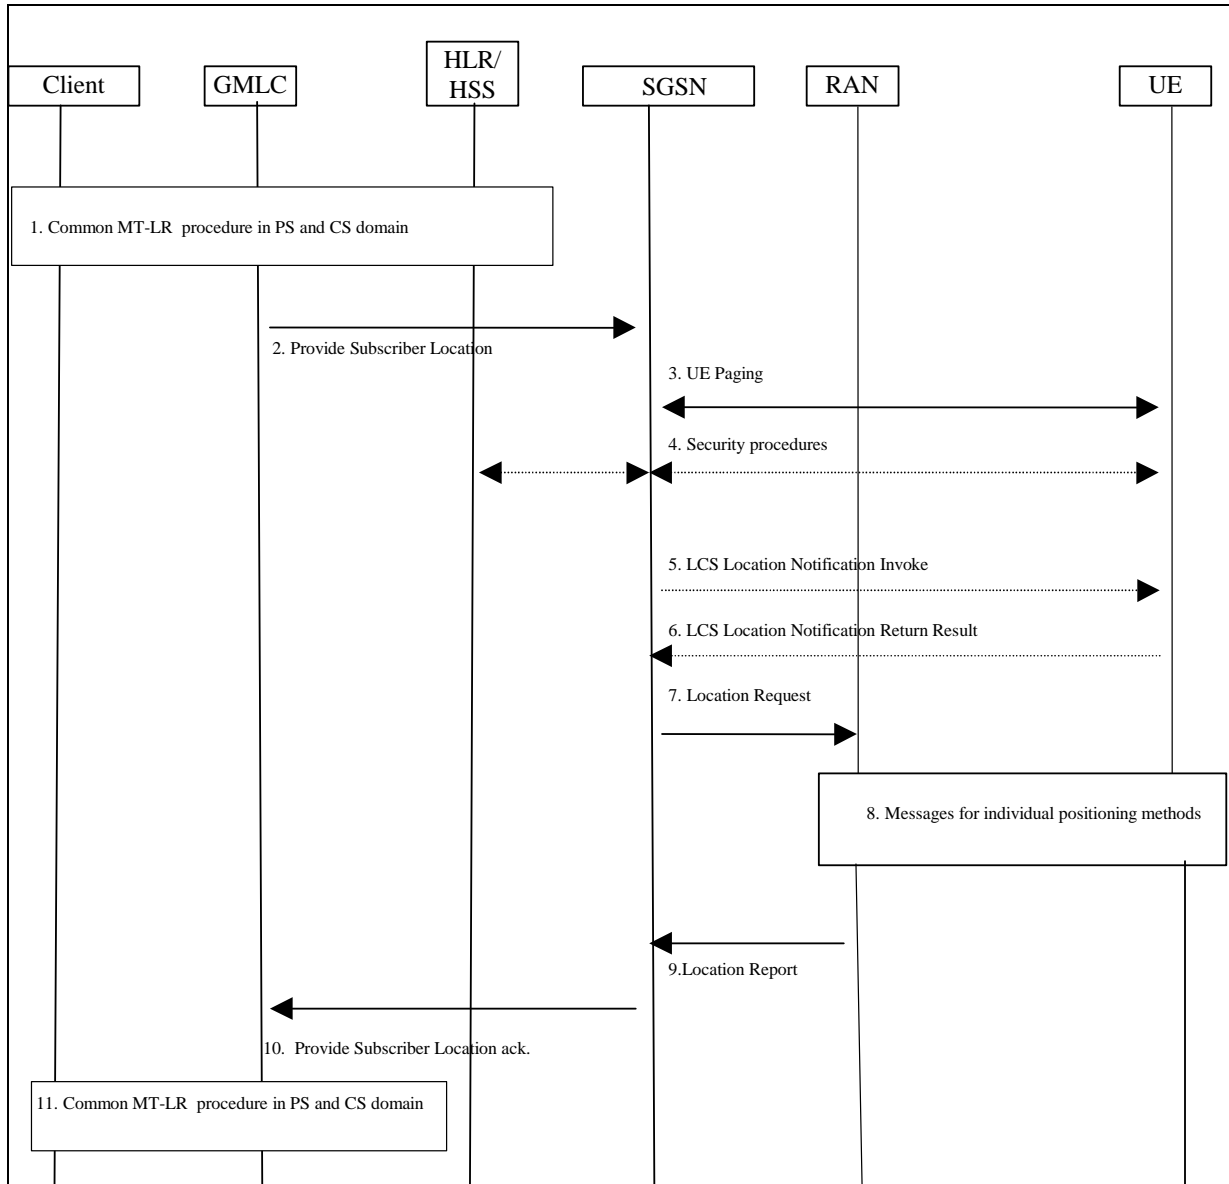 Client
GMLC
HLR/
HSS
SGSN
RAN
UE
1. Common MT-LR procedure in PS and CS domain
2. Provide Subscriber Location
3. UE Paging
4. Security procedures
5. LCS Location Notification Invoke
6. LCS Location Notification Return Result
7. Location Request
8. Messages for individual positioning methods
9.Location Report
10. Provide Subscriber Location ack.
11. Common MT-LR procedure in PS and CS domain